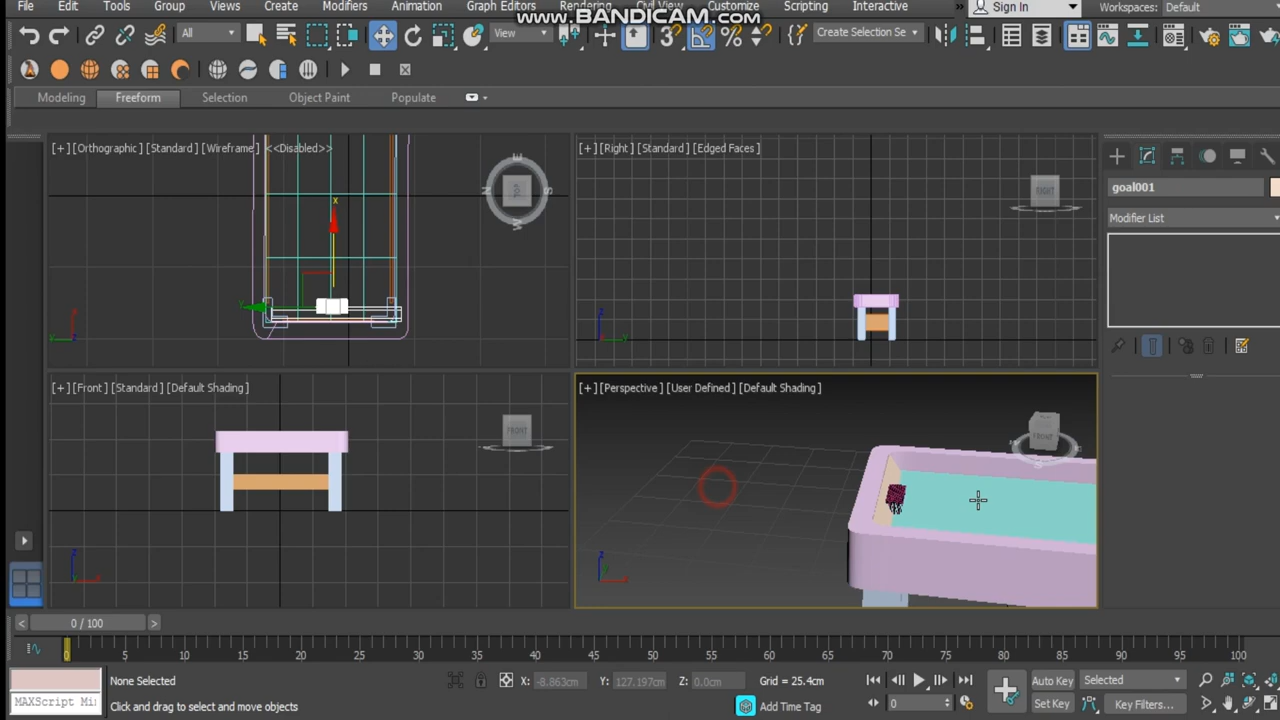 www.BANDICAM.com
File Edit Tools Group Views Create Modifiers Animation Graph Editors Rendering Civil View Customize Scripting Interactive » Sign In Workspaces: Default
All View Create Selection Se
Modeling Freeform Selection Object Paint Populate
[+] [Orthographic] [Standard] [Wireframe] <<Disabled>>
[+] [Right] [Standard] [Edged Faces]
goal001
Modifier List
[+] [Front] [Standard] [Default Shading]
[+] [Perspective] [User Defined] [Default Shading]
0 / 100
0 5 10 15 20 25 30 35 40 45 50 55 60 65 70 75 80 85 90 95 100
None Selected X: -8.863cm Y: 127.197cm Z: 0.0cm Grid = 25.4cm Auto Key Selected
MAXScript Mi
Click and drag to select and move objects Add Time Tag 0 Set Key Key Filters...